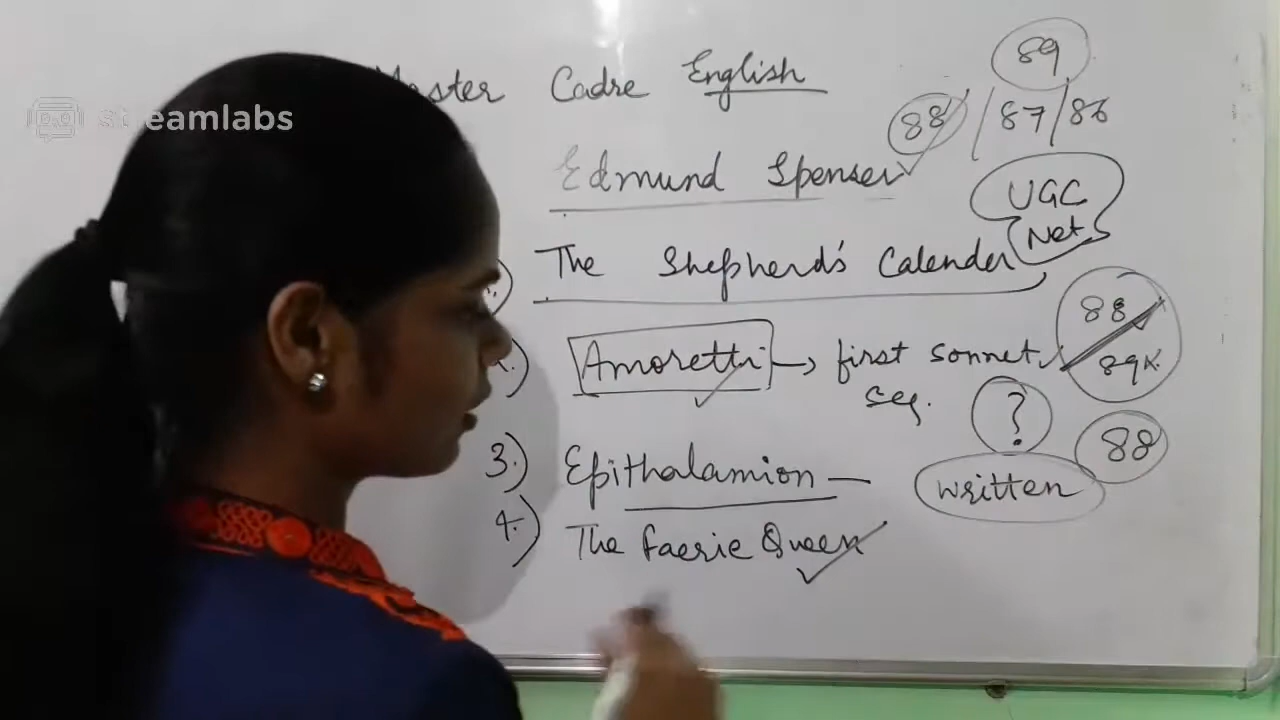 streamlabs
Master Cadre English
89
88 / 87 / 86
Edmund Spenser
UGC
Net
The Shepherd's Calender
Amoretti → first sonnet
seq.
88
89 x.
?
3.) Epithalamion —
written
88
4.) The Faerie Queen